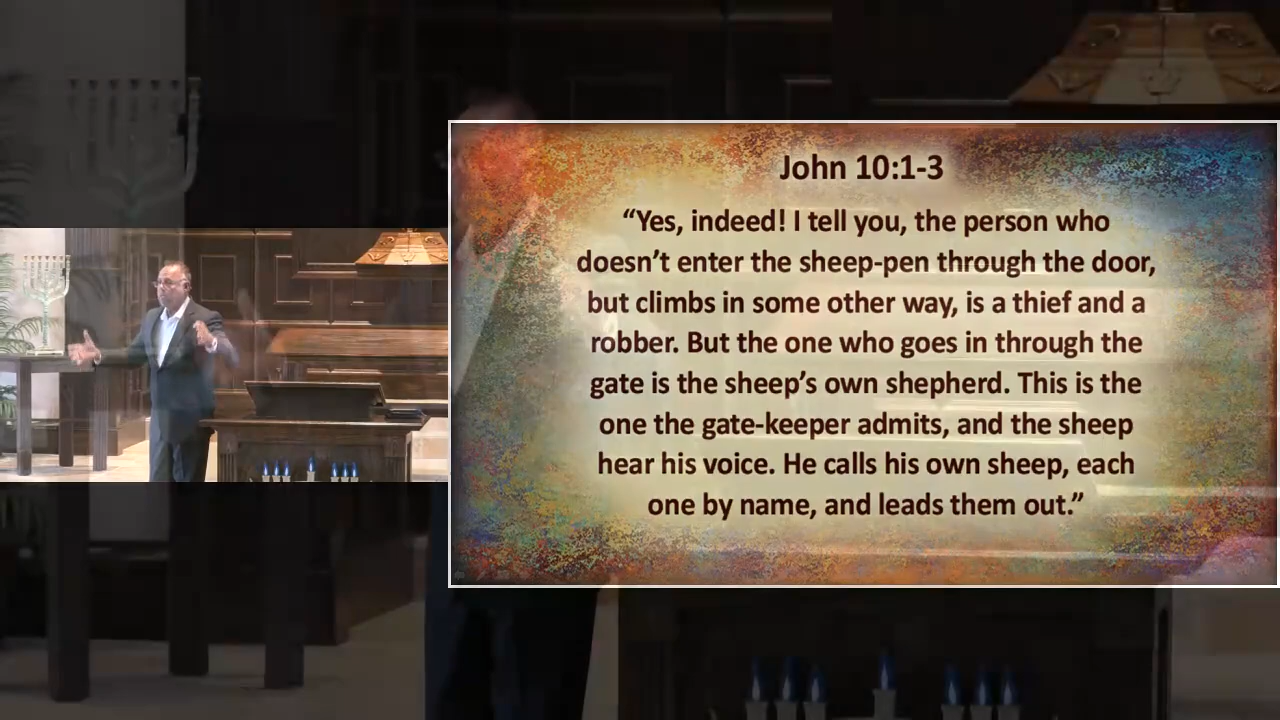 John 10:1-3
“Yes, indeed! I tell you, the person who
doesn’t enter the sheep-pen through the door,
but climbs in some other way, is a thief and a
robber. But the one who goes in through the
gate is the sheep’s own shepherd. This is the
one the gate-keeper admits, and the sheep
hear his voice. He calls his own sheep, each
one by name, and leads them out.”